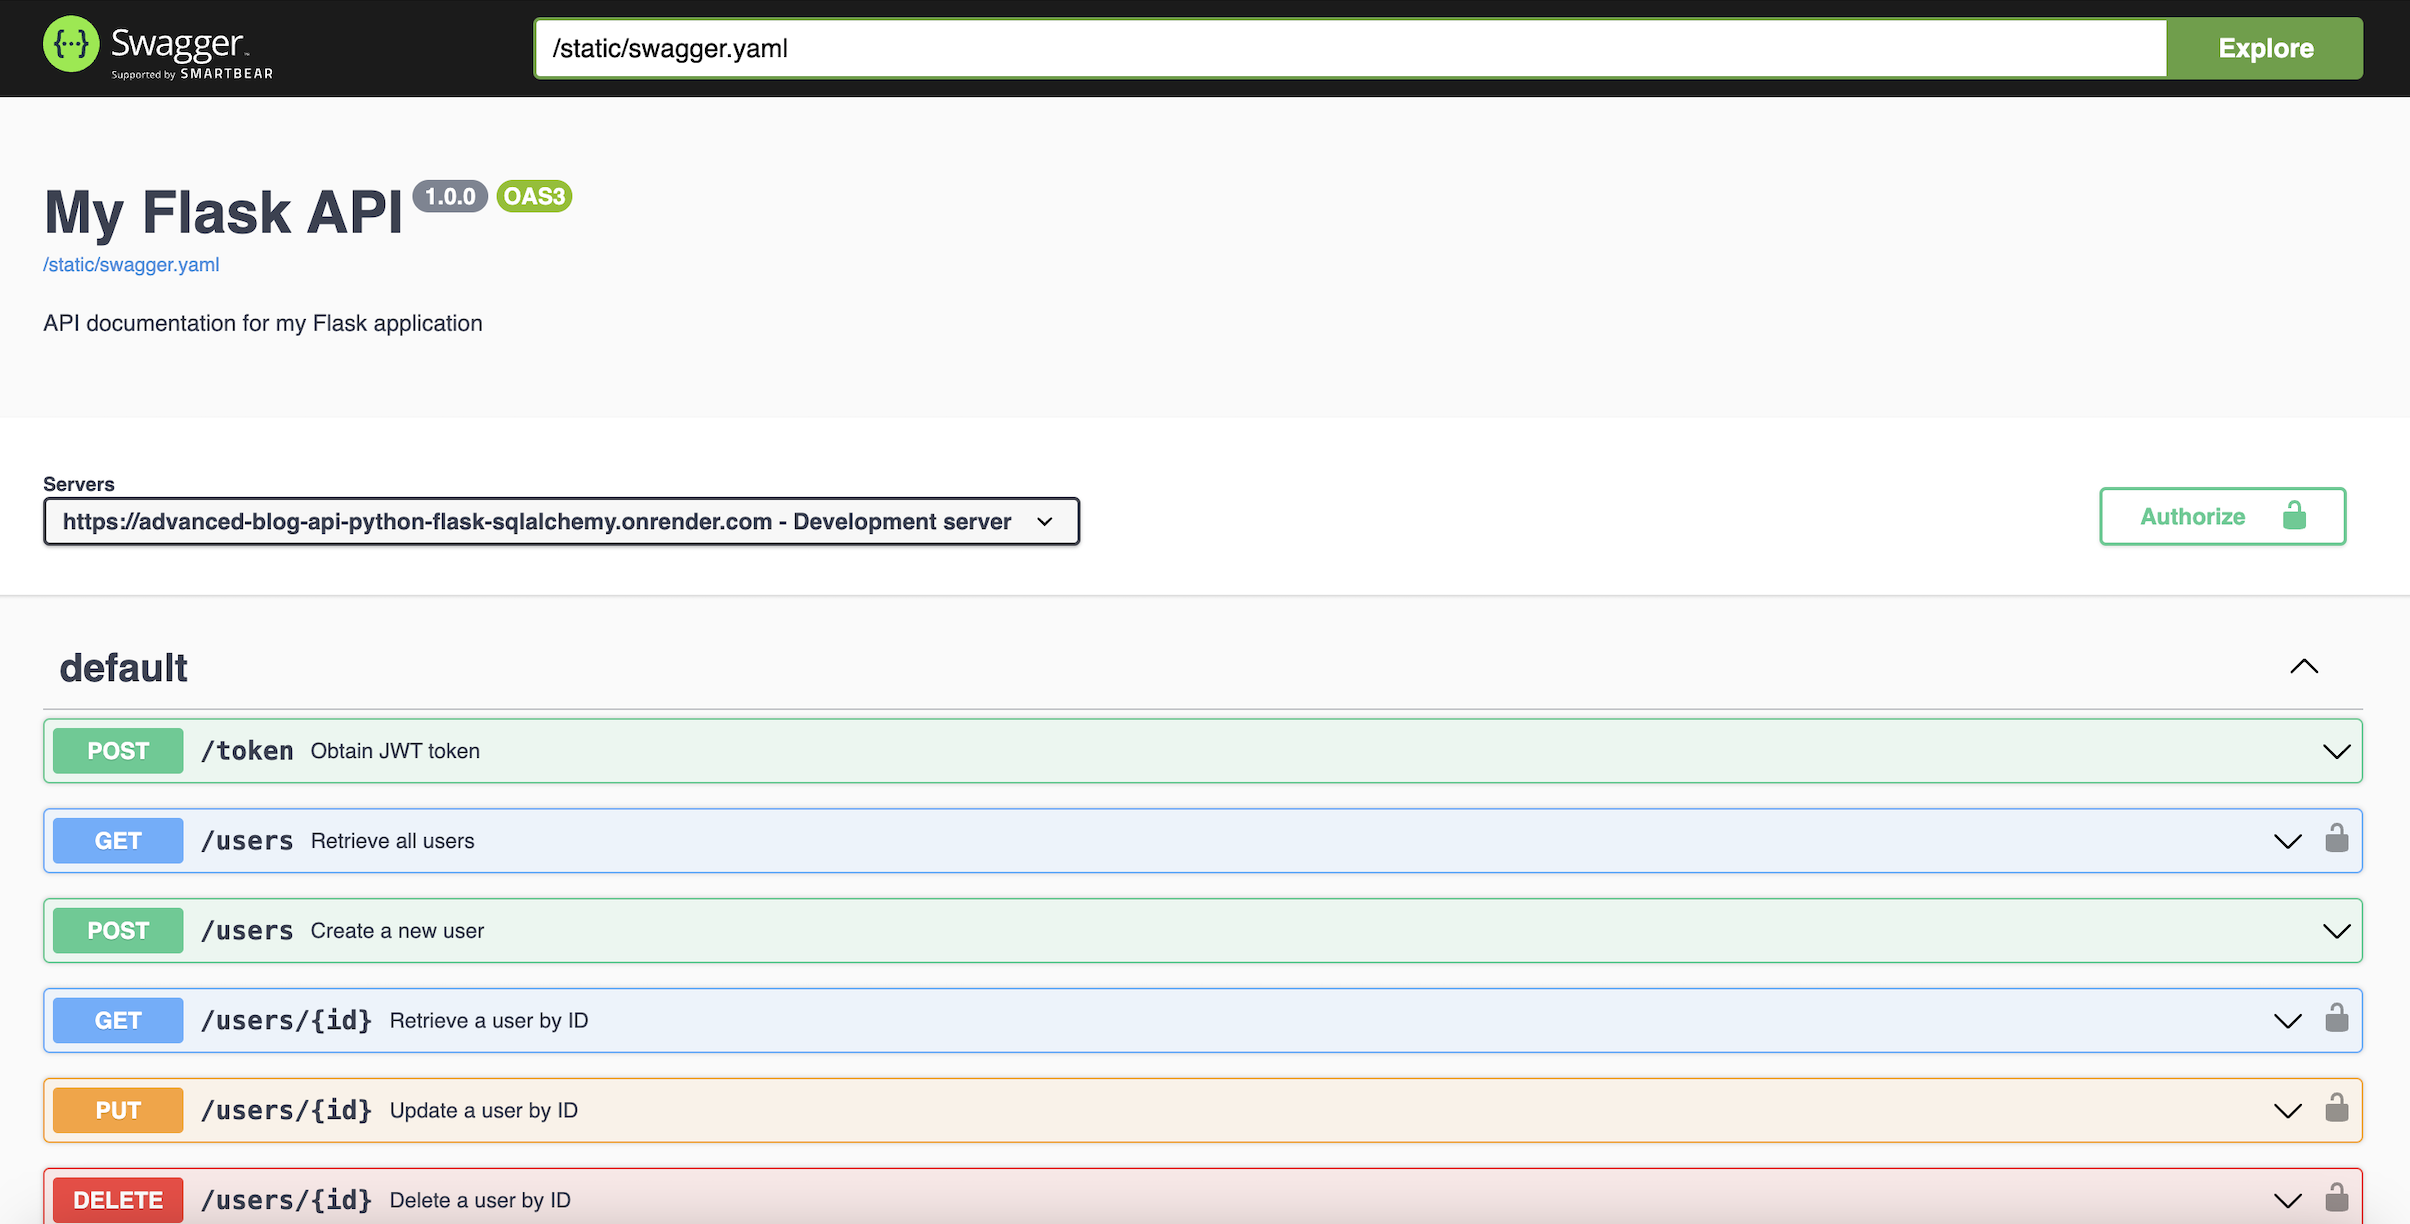 Swagger™
Supported by SMARTBEAR
/static/swagger.yaml
Explore
My Flask API 1.0.0 OAS3
/static/swagger.yaml
API documentation for my Flask application
Servers
https://advanced-blog-api-python-flask-sqlalchemy.onrender.com - Development server
Authorize
default
POST /token Obtain JWT token
GET /users Retrieve all users
POST /users Create a new user
GET /users/{id} Retrieve a user by ID
PUT /users/{id} Update a user by ID
DELETE /users/{id} Delete a user by ID